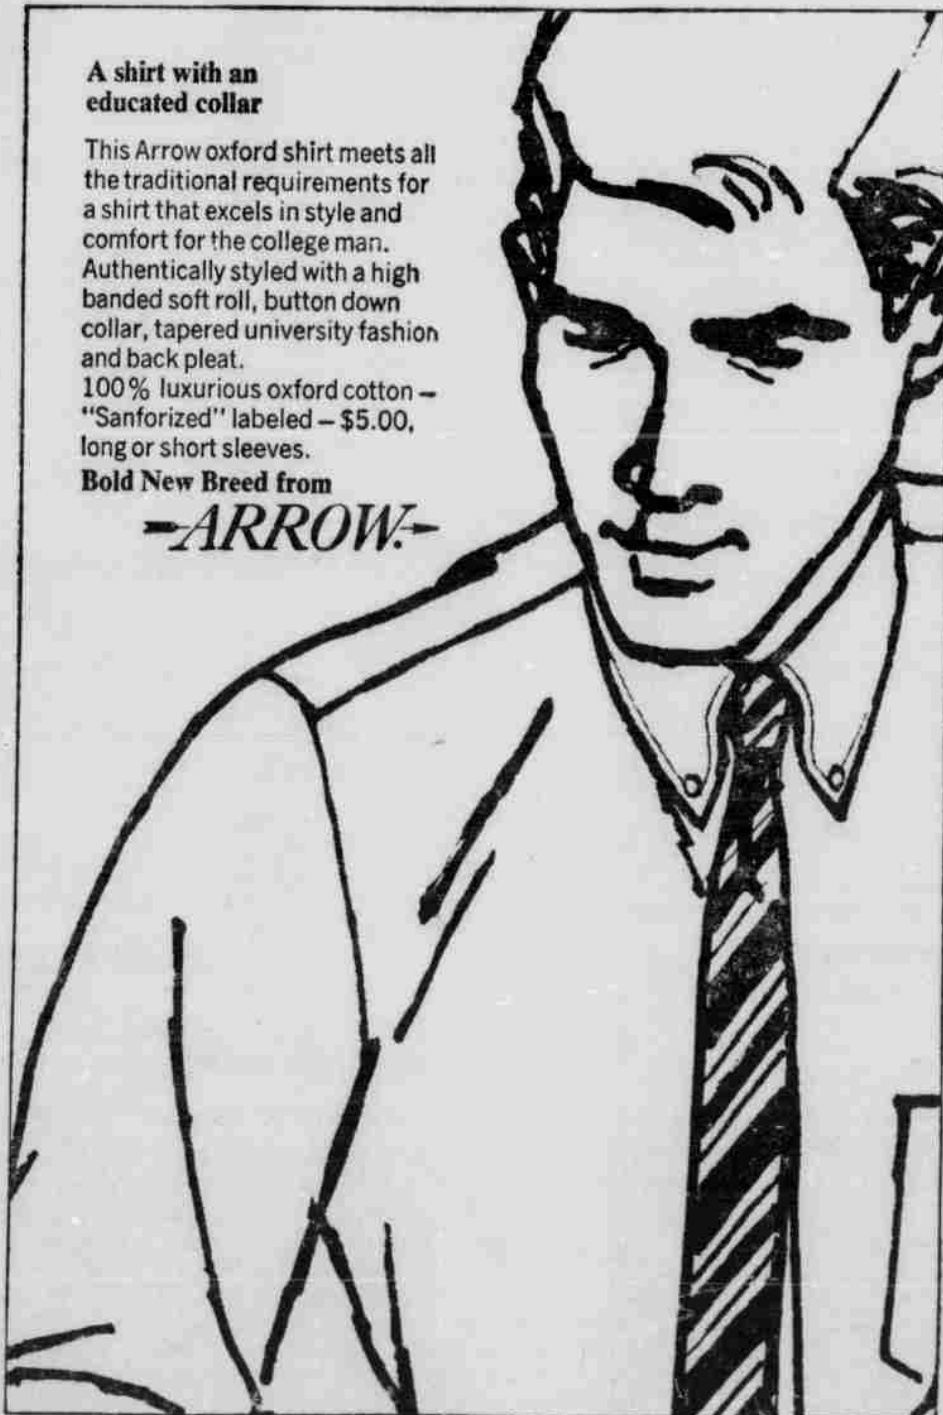 A shirt with an
educated collar
This Arrow oxford shirt meets all
the traditional requirements for
a shirt that excels in style and
comfort for the college man.
Authentically styled with a high
banded soft roll, button down
collar, tapered university fashion
and back pleat.
100% luxurious oxford cotton —
"Sanforized" labeled — $5.00,
long or short sleeves.
Bold New Breed from
ARROW.